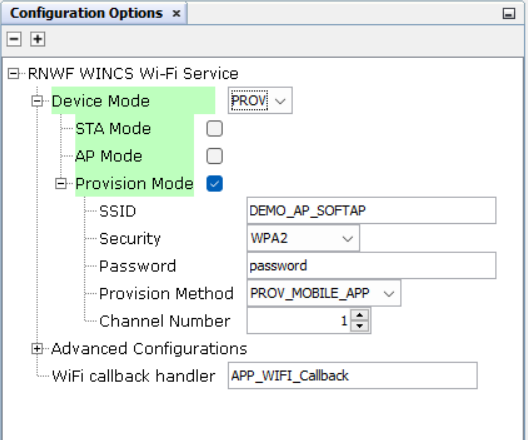 Configuration Options ×
RNWF WINCS Wi-Fi Service
Device Mode PROV
STA Mode
AP Mode
Provision Mode
SSID DEMO_AP_SOFTAP
Security WPA2
Password password
Provision Method PROV_MOBILE_APP
Channel Number 1
Advanced Configurations
WiFi callback handler APP_WIFI_Callback